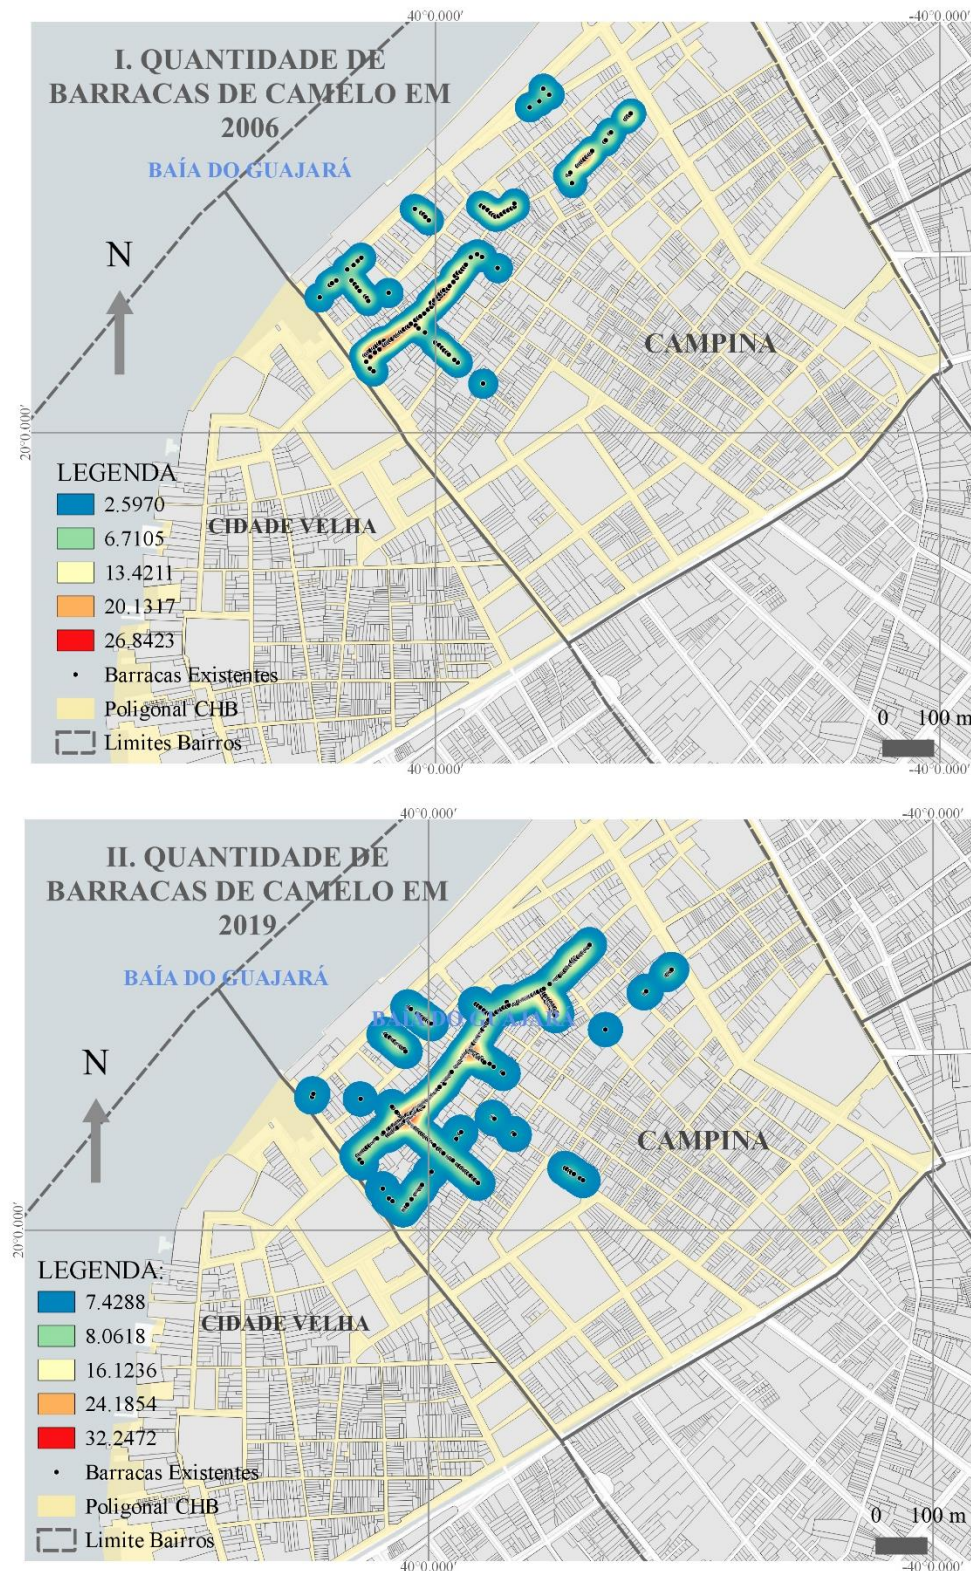 40°0.000'
-40°0.000'
I. QUANTIDADE DE
BARRACAS DE CAMELO EM
2006
BAÍA DO GUAJARÁ
N
CAMPINA
20°0.000'
LEGENDA
2.5970
CIDADE VELHA
6.7105
13.4211
20.1317
26.8423
Barracas Existentes
Poligonal CHB
Limites Bairros
0 100 m
40°0.000'
-40°0.000'
40°0.000'
-40°0.000'
II. QUANTIDADE DE
BARRACAS DE CAMELO EM
2019
BAÍA DO GUAJARÁ
BAÍA DO GUAJARÁ
N
CAMPINA
20°0.000'
LEGENDA:
7.4288
CIDADE VELHA
8.0618
16.1236
24.1854
32.2472
Barracas Existentes
Poligonal CHB
Limite Bairros
0 100 m
40°0.000'
-40°0.000'